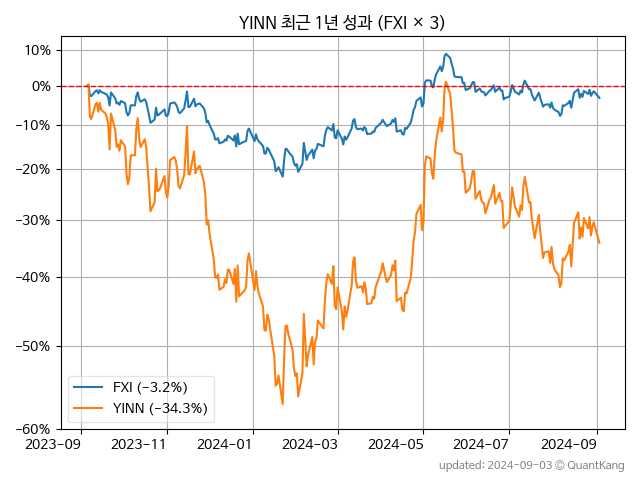 YINN 최근 1년 성과 (FXI × 3)
10%
0%
−10%
−20%
−30%
−40%
−50%
−60%
FXI (−3.2%)
YINN (−34.3%)
2023-09 2023-11 2024-01 2024-03 2024-05 2024-07 2024-09
updated: 2024-09-03 © QuantKang